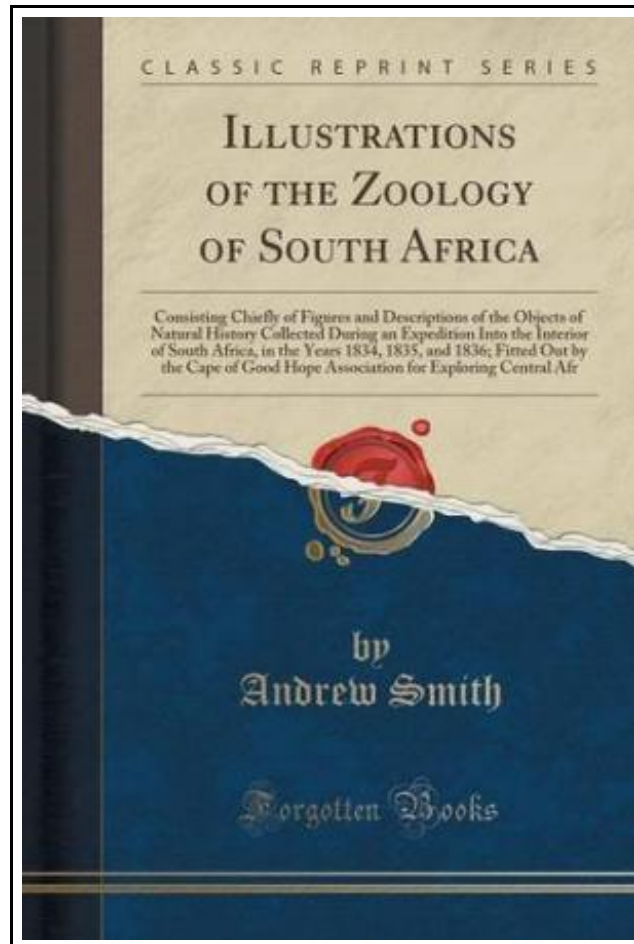 CLASSIC REPRINT SERIES
ILLUSTRATIONS
OF THE ZOOLOGY
OF SOUTH AFRICA
Consisting Chiefly of Figures and Descriptions of the Objects of
Natural History Collected During an Expedition Into the Interior
of South Africa, in the Years 1834, 1835, and 1836; Fitted Out by
the Cape of Good Hope Association for Exploring Central Afr
by
Andrew Smith
Forgotten Books